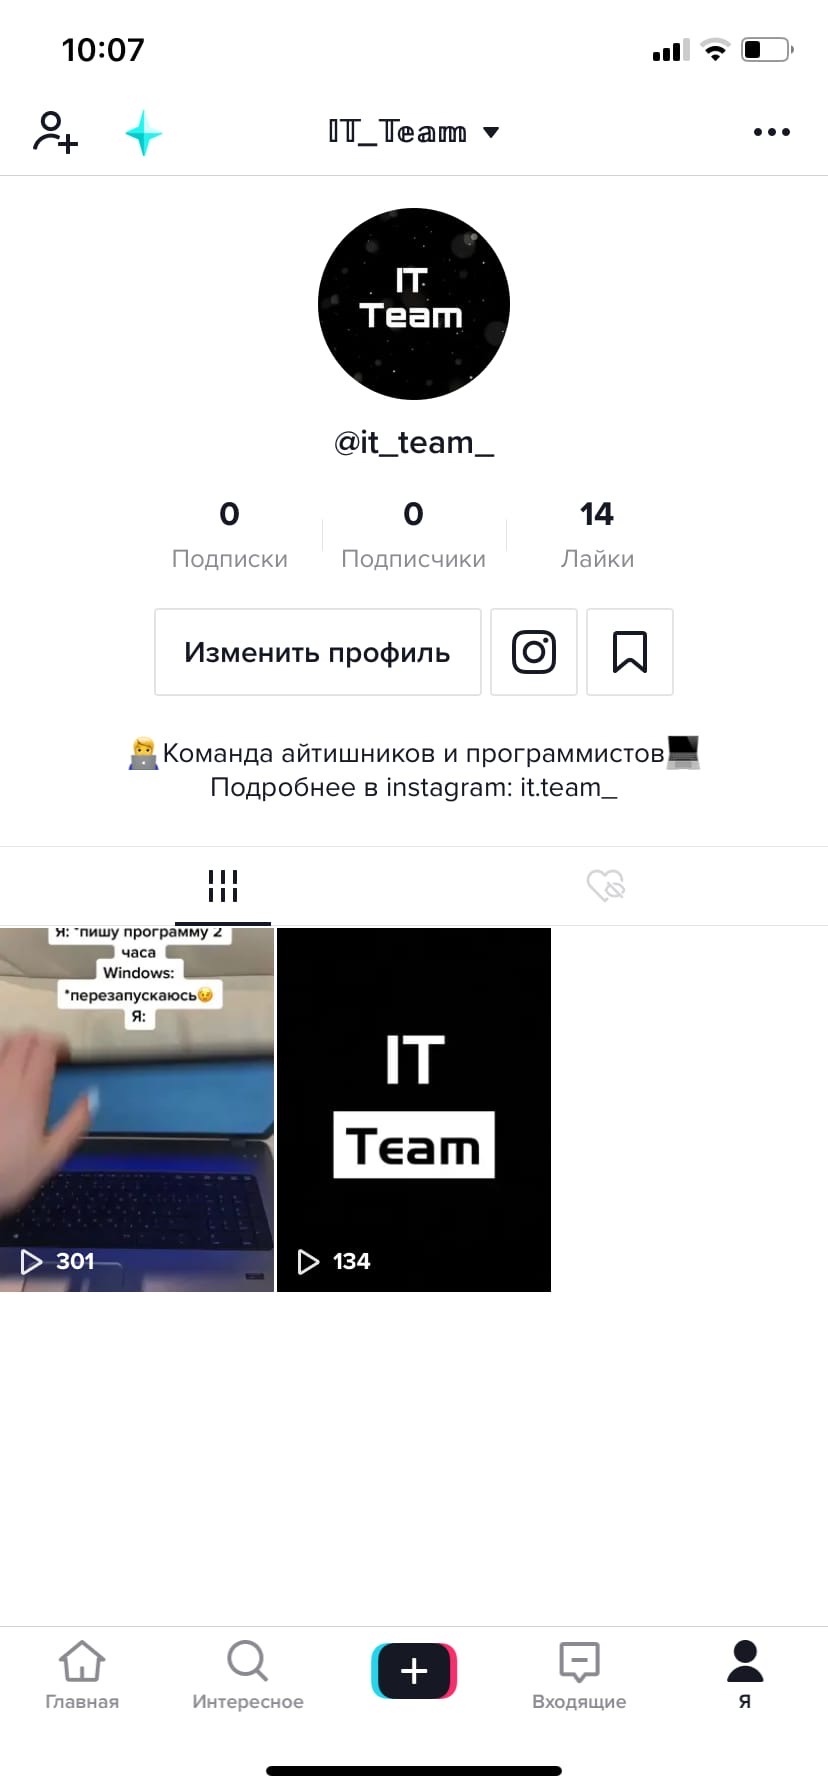 10:07
𝕀𝕋_𝕋𝕖𝕒𝕞
IT
Team
@it_team_
0
0
14
Подписки
Подписчики
Лайки
Изменить профиль
👨‍💻Команда айтишников и программистов💻
Подробнее в instagram: it.team_
Я: *пишу программу 2
часа
Windows:
*перезапускаюсь😉
Я:
301
IT
Team
134
Главная
Интересное
Входящие
Я